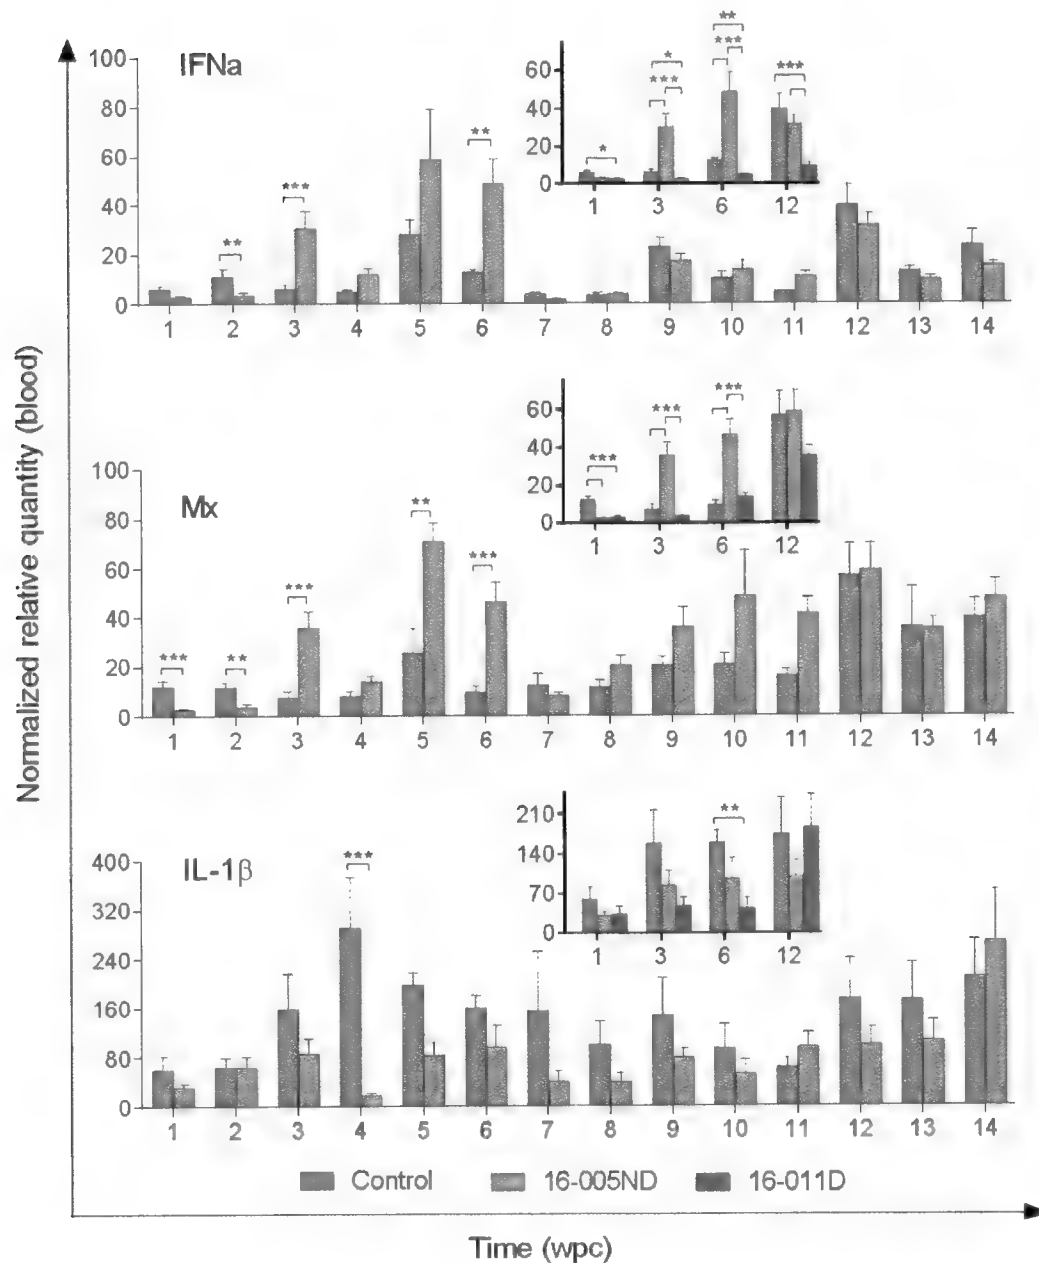 Normalized relative quantity (blood)
IFNa
100
80
60
40
20
0
** *** ** 
1 2 3 4 5 6 7 8 9 10 11 12 13 14
60
40
20
0
* * *** ** *** ***
1 3 6 12
Mx
100
80
60
40
20
0
*** ** *** ** ***
1 2 3 4 5 6 7 8 9 10 11 12 13 14
60
40
20
0
*** *** ***
1 3 6 12
IL-1β
400
320
240
160
80
0
***
1 2 3 4 5 6 7 8 9 10 11 12 13 14
210
140
70
0
**
1 3 6 12
Control 16-005ND 16-011D
Time (wpc)